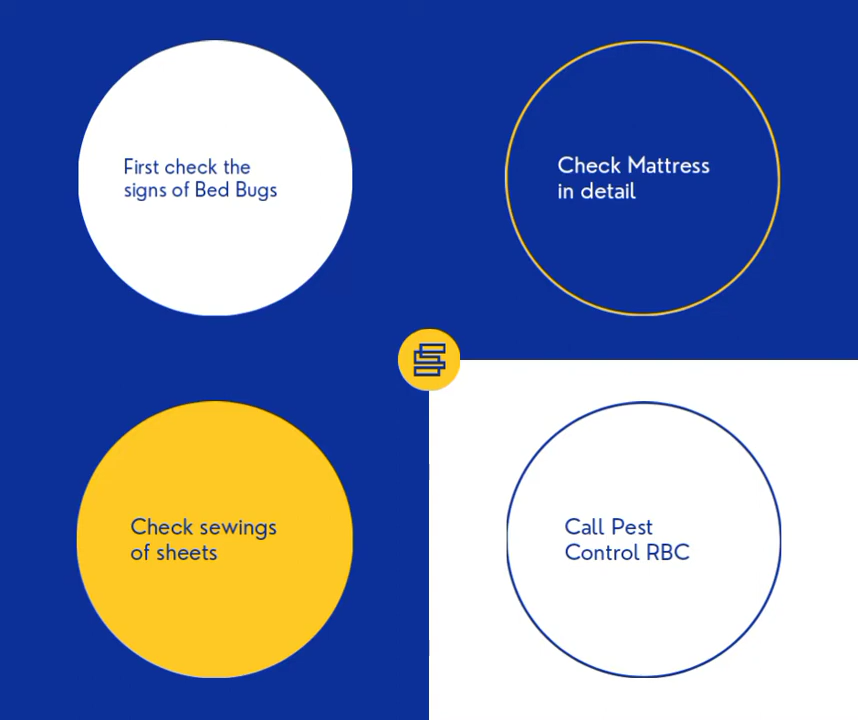 First check the
signs of Bed Bugs
Check Mattress
in detail
Check sewings
of sheets
Call Pest
Control RBC